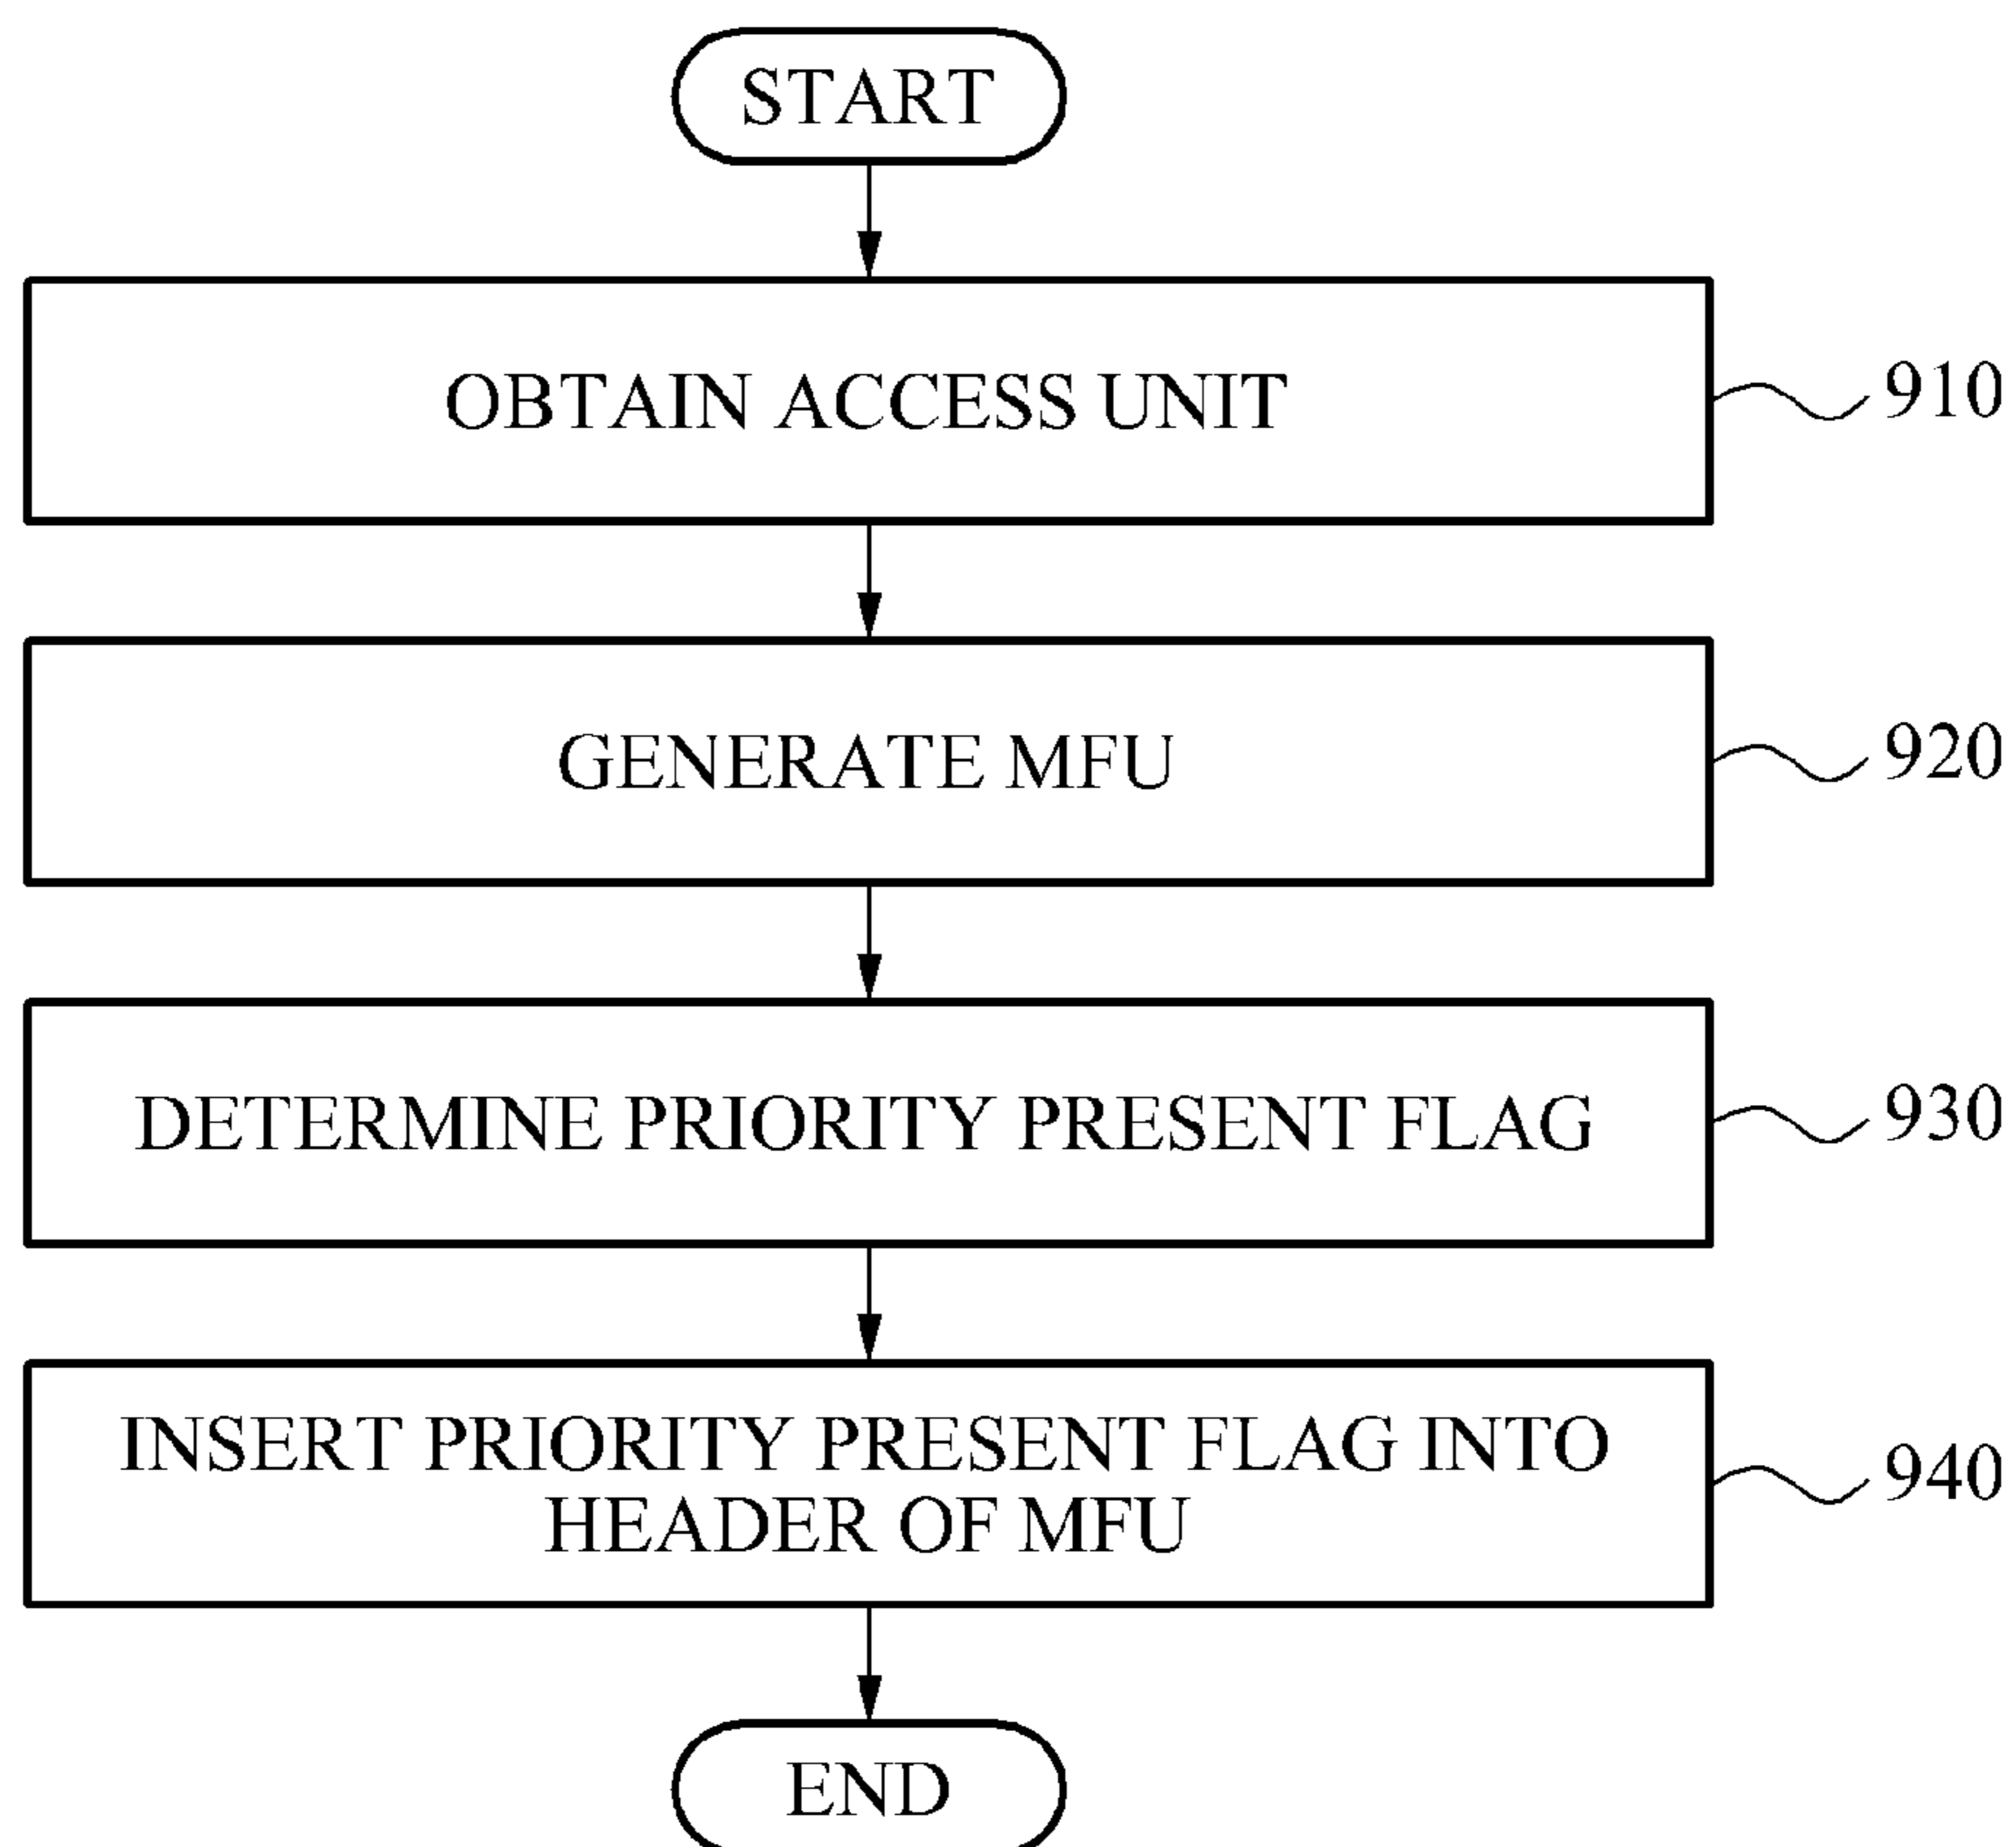 START
OBTAIN ACCESS UNIT
910
GENERATE MFU
920
DETERMINE PRIORITY PRESENT FLAG
930
INSERT PRIORITY PRESENT FLAG INTO
HEADER OF MFU
940
END